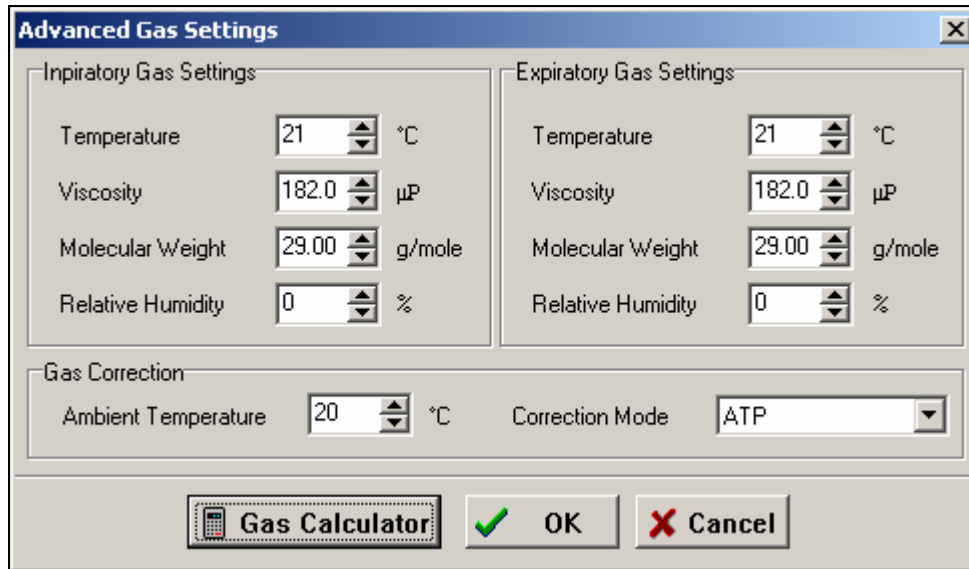 Advanced Gas Settings
Inpiratory Gas Settings
Temperature 21 °C
Viscosity 182.0 µP
Molecular Weight 29.00 g/mole
Relative Humidity 0 %
Expiratory Gas Settings
Temperature 21 °C
Viscosity 182.0 µP
Molecular Weight 29.00 g/mole
Relative Humidity 0 %
Gas Correction
Ambient Temperature 20 °C Correction Mode ATP
Gas Calculator OK Cancel